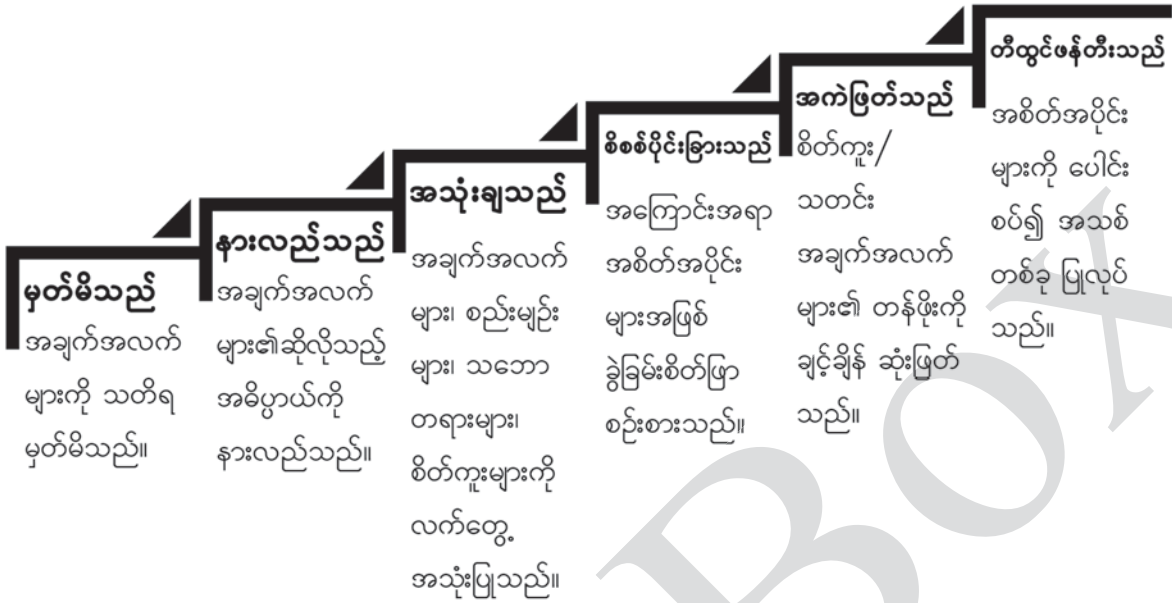 မှတ်မိသည်
အချက်အလက်
များကို သတိရ
မှတ်မိသည်။
နားလည်သည်
အချက်အလက်
များ၏ဆိုလိုသည့်
အဓိပ္ပာယ်ကို
နားလည်သည်။
အသုံးချသည်
အချက်အလက်
များ၊ စည်းမျဉ်း
များ၊ သဘော
တရားများ၊
စိတ်ကူးများကို
လက်တွေ့
အသုံးပြုသည်။
စိစစ်ပိုင်းခြားသည်
အကြောင်းအရာ
အစိတ်အပိုင်း
များအဖြစ်
ခွဲခြမ်းစိတ်ဖြာ
စဉ်းစားသည်။
အကဲဖြတ်သည်
စိတ်ကူး/
သတင်း
အချက်အလက်
များ၏ တန်ဖိုးကို
ချင့်ချိန် ဆုံးဖြတ်
သည်။
တီထွင်ဖန်တီးသည်
အစိတ်အပိုင်း
များကို ပေါင်း
စပ်၍ အသစ်
တစ်ခု ပြုလုပ်
သည်။
BOX